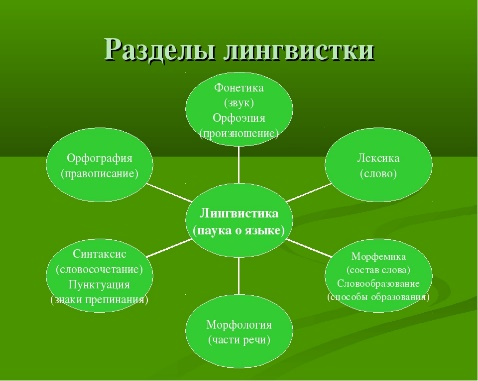 Разделы лингвистки
Фонетика
(звук)
Орфоэпия
(произношение)
Орфография
(правописание)
Лексика
(слово)
Лингвистика
(наука о языке)
Синтаксис
(словосочетание)
Пунктуация
(знаки препинания)
Морфемика
(состав слова)
Словообразование
(способы образования)
Морфология
(части речи)